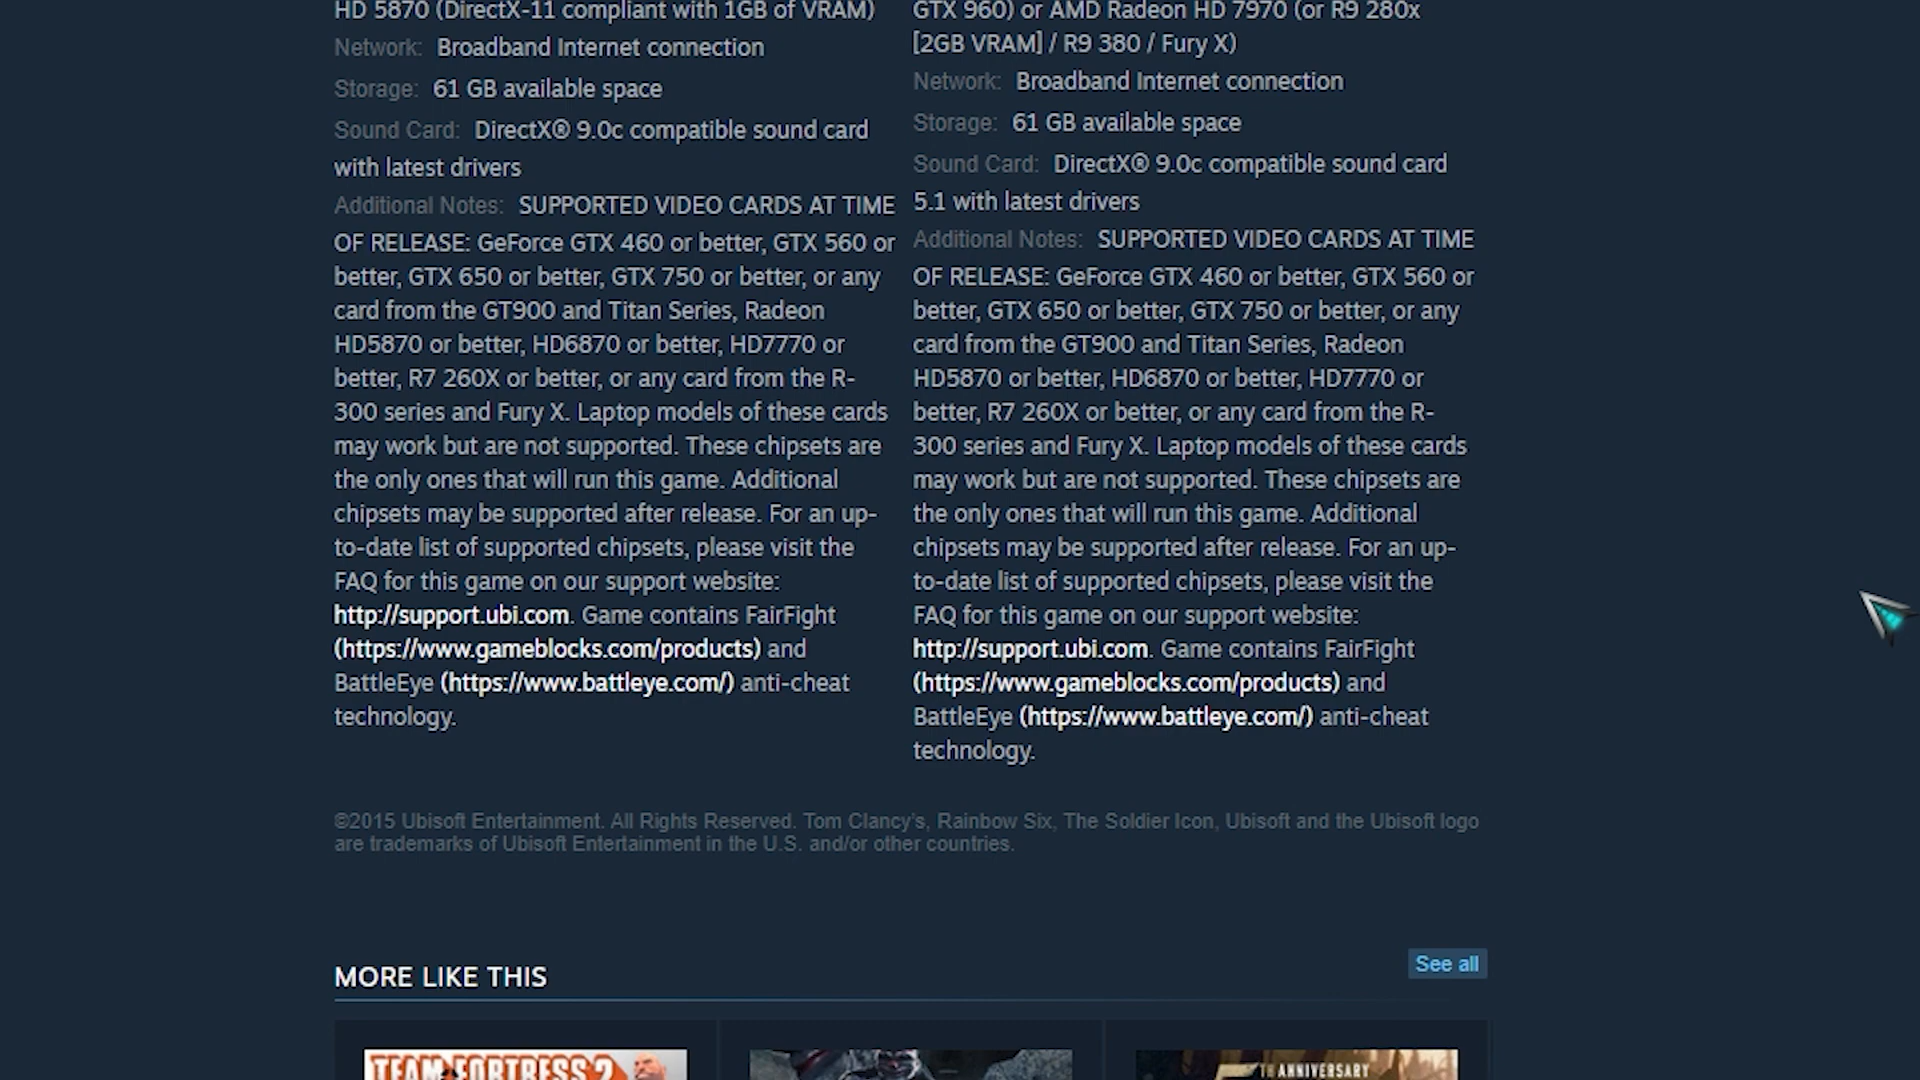 HD 5870 (DirectX-11 compliant with 1GB of VRAM)
Network: Broadband Internet connection
Storage: 61 GB available space
Sound Card: DirectX® 9.0c compatible sound card
with latest drivers
Additional Notes: SUPPORTED VIDEO CARDS AT TIME
OF RELEASE: GeForce GTX 460 or better, GTX 560 or
better, GTX 650 or better, GTX 750 or better, or any
card from the GT900 and Titan Series, Radeon
HD5870 or better, HD6870 or better, HD7770 or
better, R7 260X or better, or any card from the R-
300 series and Fury X. Laptop models of these cards
may work but are not supported. These chipsets are
the only ones that will run this game. Additional
chipsets may be supported after release. For an up-
to-date list of supported chipsets, please visit the
FAQ for this game on our support website:
http://support.ubi.com. Game contains FairFight
(https://www.gameblocks.com/products) and
BattleEye (https://www.battleye.com/) anti-cheat
technology.
GTX 960) or AMD Radeon HD 7970 (or R9 280x
[2GB VRAM] / R9 380 / Fury X)
Network: Broadband Internet connection
Storage: 61 GB available space
Sound Card: DirectX® 9.0c compatible sound card
5.1 with latest drivers
Additional Notes: SUPPORTED VIDEO CARDS AT TIME
OF RELEASE: GeForce GTX 460 or better, GTX 560 or
better, GTX 650 or better, GTX 750 or better, or any
card from the GT900 and Titan Series, Radeon
HD5870 or better, HD6870 or better, HD7770 or
better, R7 260X or better, or any card from the R-
300 series and Fury X. Laptop models of these cards
may work but are not supported. These chipsets are
the only ones that will run this game. Additional
chipsets may be supported after release. For an up-
to-date list of supported chipsets, please visit the
FAQ for this game on our support website:
http://support.ubi.com. Game contains FairFight
(https://www.gameblocks.com/products) and
BattleEye (https://www.battleye.com/) anti-cheat
technology.
©2015 Ubisoft Entertainment. All Rights Reserved. Tom Clancy's, Rainbow Six, The Soldier Icon, Ubisoft and the Ubisoft logo
are trademarks of Ubisoft Entertainment in the U.S. and/or other countries.
MORE LIKE THIS
See all
TEAM FORTRESS 2
TH ANNIVERSARY